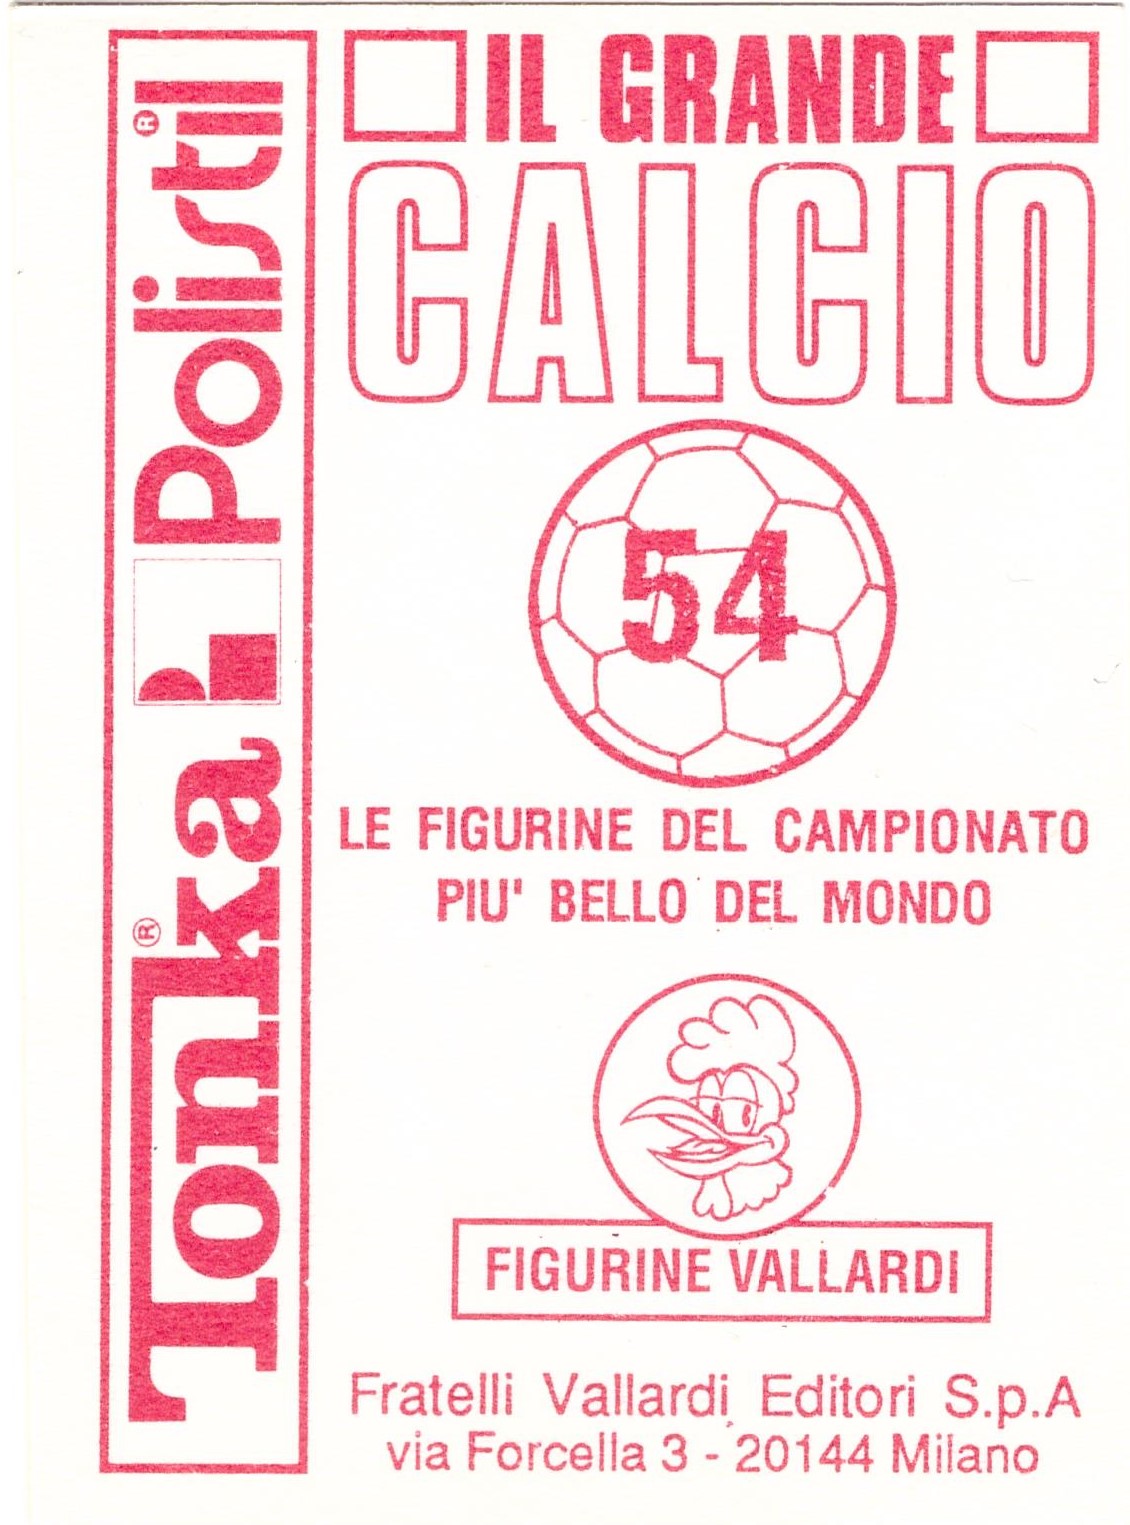 IL GRANDE
CALCIO
54
LE FIGURINE DEL CAMPIONATO
PIU' BELLO DEL MONDO
FIGURINE VALLARDI
Fratelli Vallardi Editori S.p.A
via Forcella 3 - 20144 Milano
Tonka® Polistil®